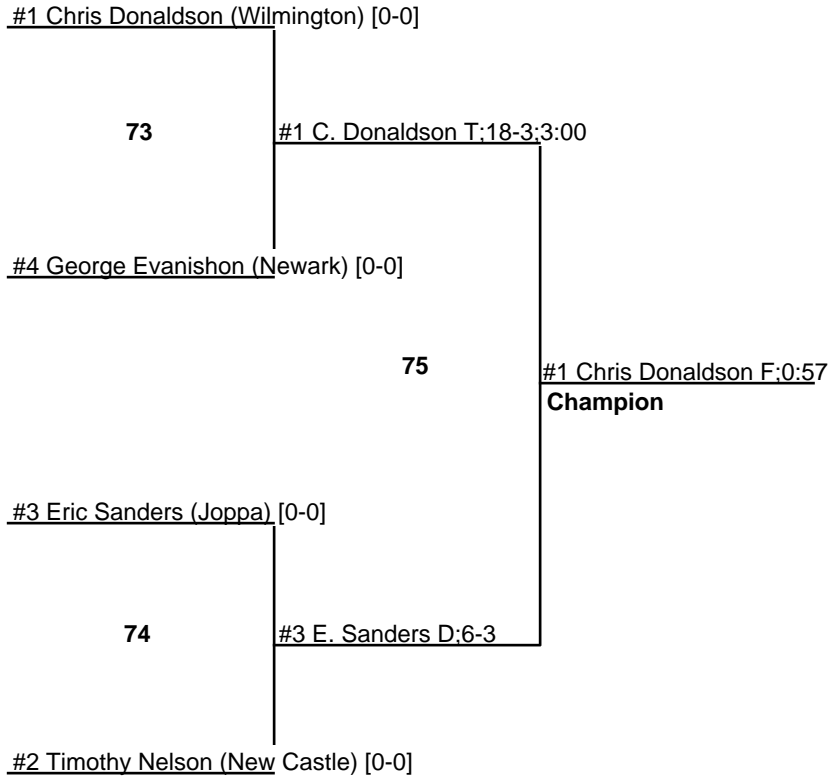 #1 Chris Donaldson (Wilmington) [0-0]
73
#1 C. Donaldson T;18-3;3:00
#4 George Evanishon (Newark) [0-0]
75
#1 Chris Donaldson F;0:57
Champion
#3 Eric Sanders (Joppa) [0-0]
74
#3 E. Sanders D;6-3
#2 Timothy Nelson (New Castle) [0-0]